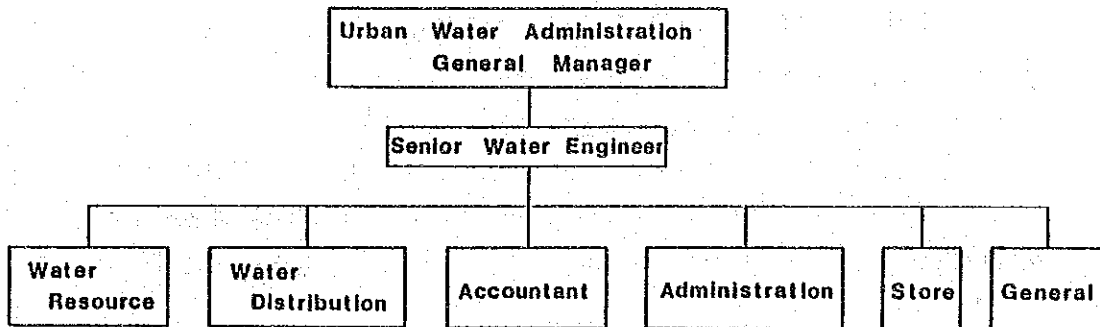 Urban Water Administration
General Manager
Senior Water Engineer
Water
Resource
Water
Distribution
Accountant
Administration
Store
General